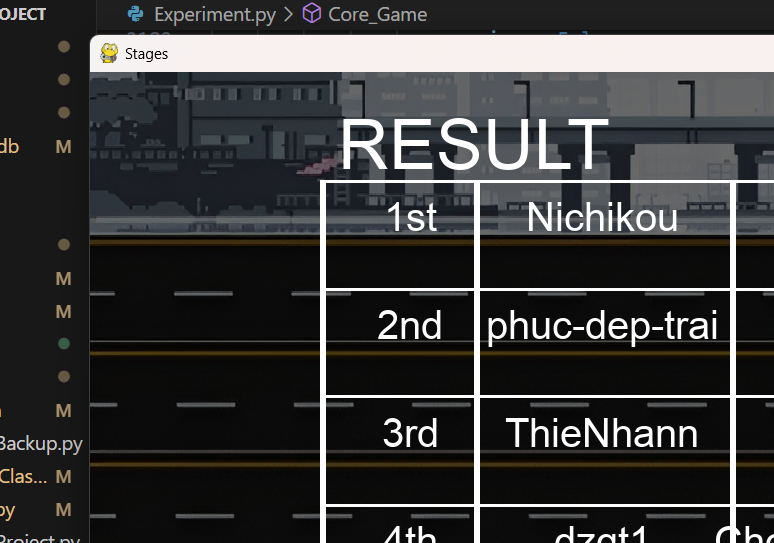 OJECT
Experiment.py > Core_Game
Stages
db M
RESULT
1st Nichikou
M
M
2nd phuc-dep-trai
M
Backup.py
3rd ThieNhann
Clas... M
py M
Project.py
4th dzgt1 Che